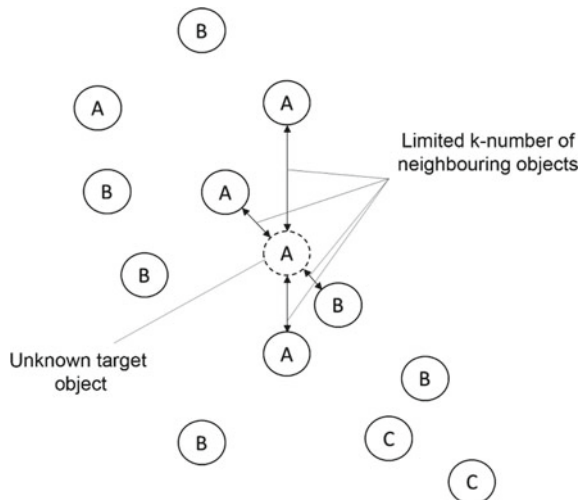 B
A
A
Limited k-number of
neighbouring objects
B
A
A
B
B
Unknown target
object
A
B
B
C
C